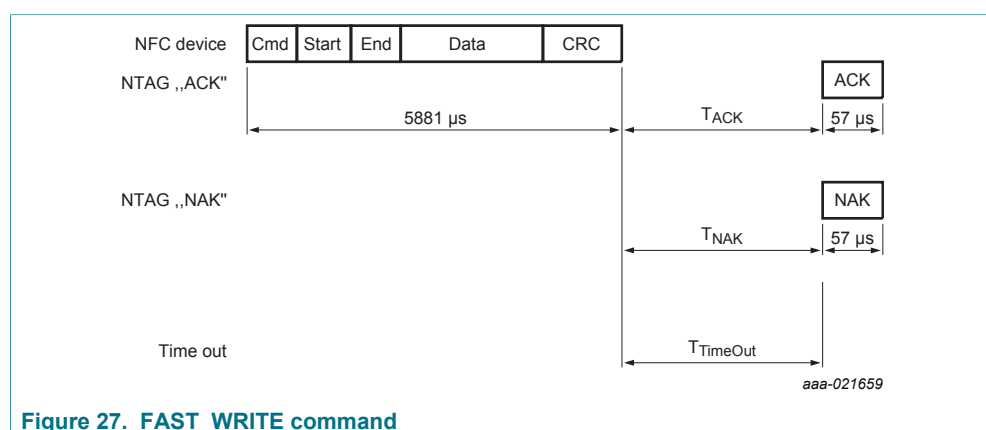 NFC device Cmd Start End Data CRC
NTAG ,,ACK" ACK
5881 µs TACK 57 µs
NTAG ,,NAK" NAK
TNAK 57 µs
Time out TTimeOut
aaa-021659
Figure 27. FAST_WRITE command